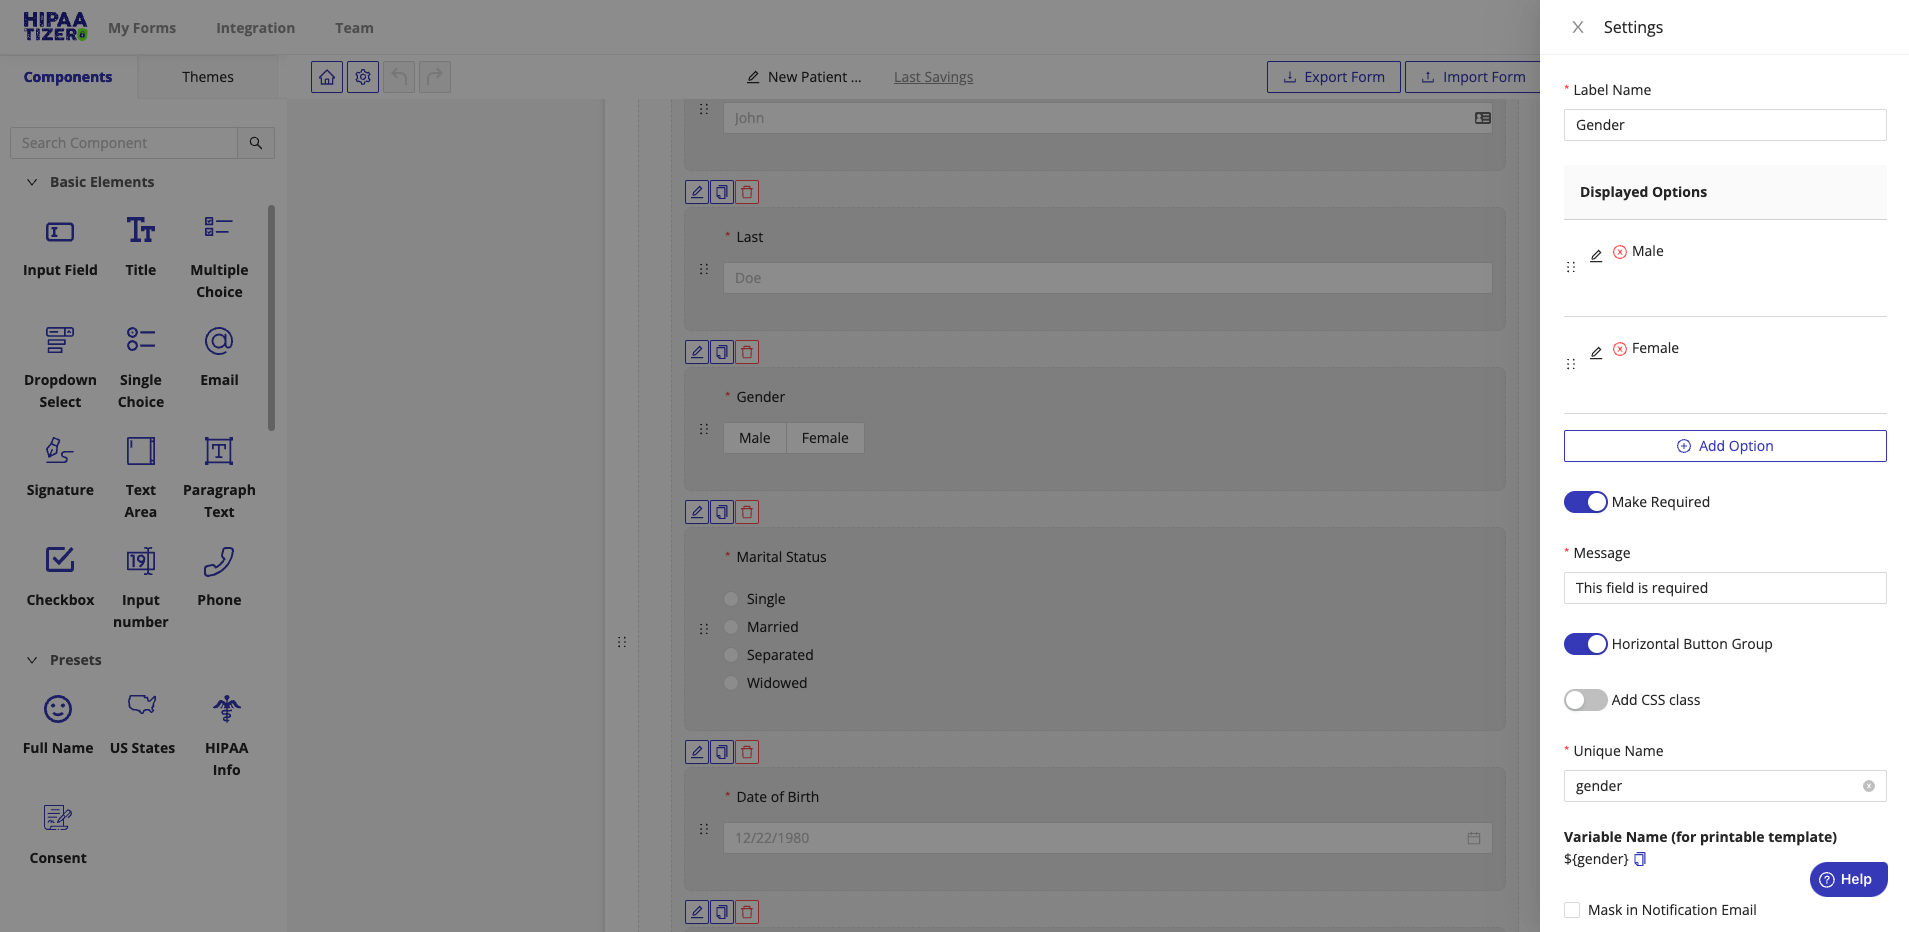 HIPAA
TIZER
My Forms
Integration
Team
Components
Themes
Search Component
Basic Elements
Input Field
Title
Multiple
Choice
Dropdown
Select
Single
Choice
Email
Signature
Text
Area
Paragraph
Text
Checkbox
Input
number
Phone
Presets
Full Name
US States
HIPAA
Info
Consent
New Patient ...
Last Savings
Export Form
Import Form
John
* Last
Doe
* Gender
Male
Female
* Marital Status
Single
Married
Separated
Widowed
* Date of Birth
12/22/1980
Settings
* Label Name
Gender
Displayed Options
Male
Female
Add Option
Make Required
* Message
This field is required
Horizontal Button Group
Add CSS class
* Unique Name
gender
Variable Name (for printable template)
${gender}
Help
Mask in Notification Email